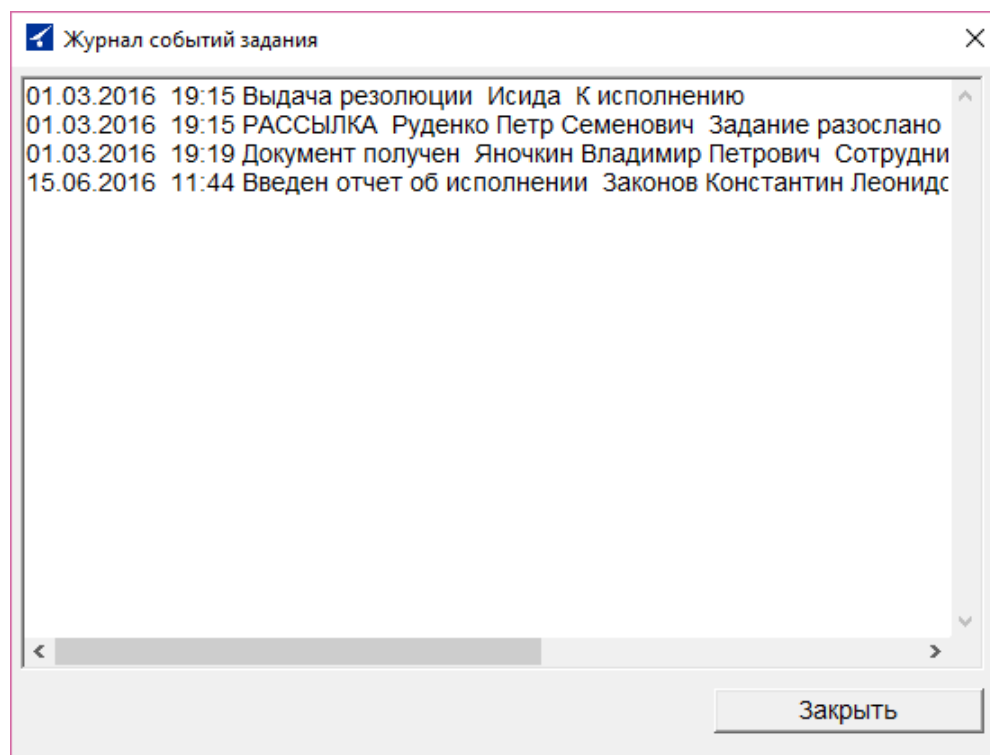 Журнал событий задания
01.03.2016 19:15 Выдача резолюции Исида К исполнению
01.03.2016 19:15 РАССЫЛКА Руденко Петр Семенович Задание разослано
01.03.2016 19:19 Документ получен Яночкин Владимир Петрович Сотрудни
15.06.2016 11:44 Введен отчет об исполнении Законов Константин Леонидс
Закрыть